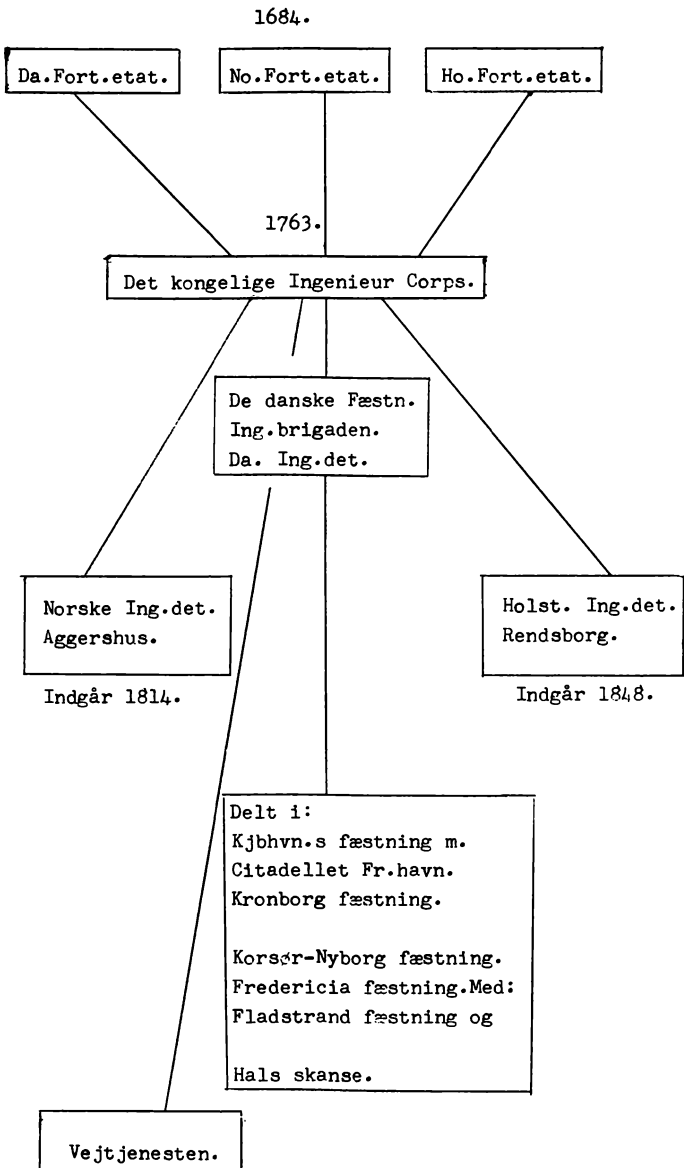 1684.
Da.Fort.etat. No.Fort.etat. Ho.Fort.etat.
1763.
Det kongelige Ingenieur Corps.
De danske Fæstn.
Ing.brigaden.
Da. Ing.det.
Norske Ing.det.
Aggershus.
Indgår 1814.
Holst. Ing.det.
Rendsborg.
Indgår 1848.
Delt i:
Kjbhvn.s fæstning m.
Citadellet Fr.havn.
Kronborg fæstning.
Korsør-Nyborg fæstning.
Fredericia fæstning.Med:
Fladstrand fæstning og
Hals skanse.
Vejtjenesten.